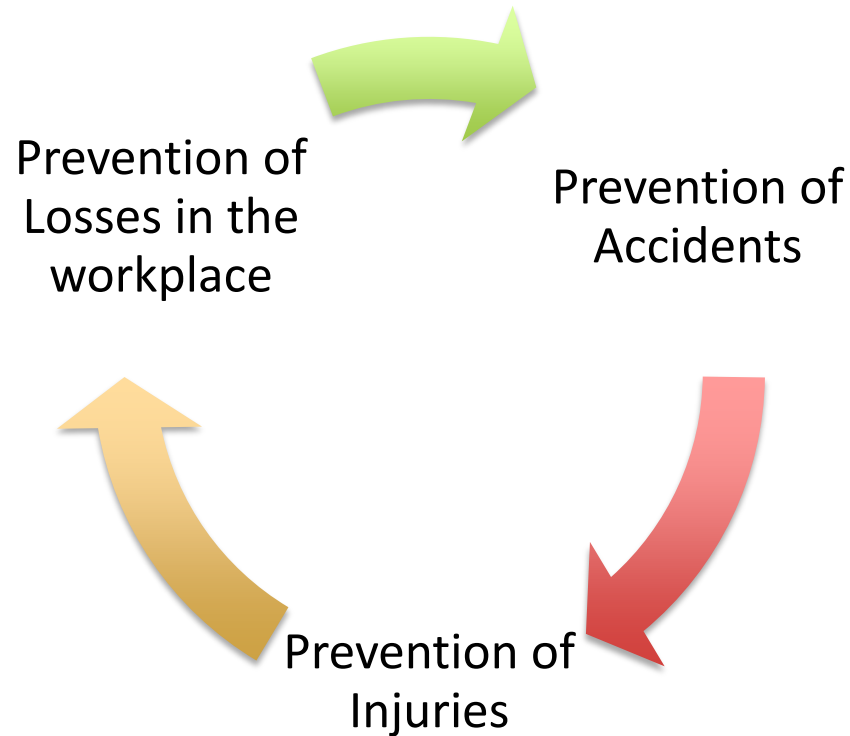 Prevention of
Losses in the
workplace
Prevention of
Accidents
Prevention of
Injuries